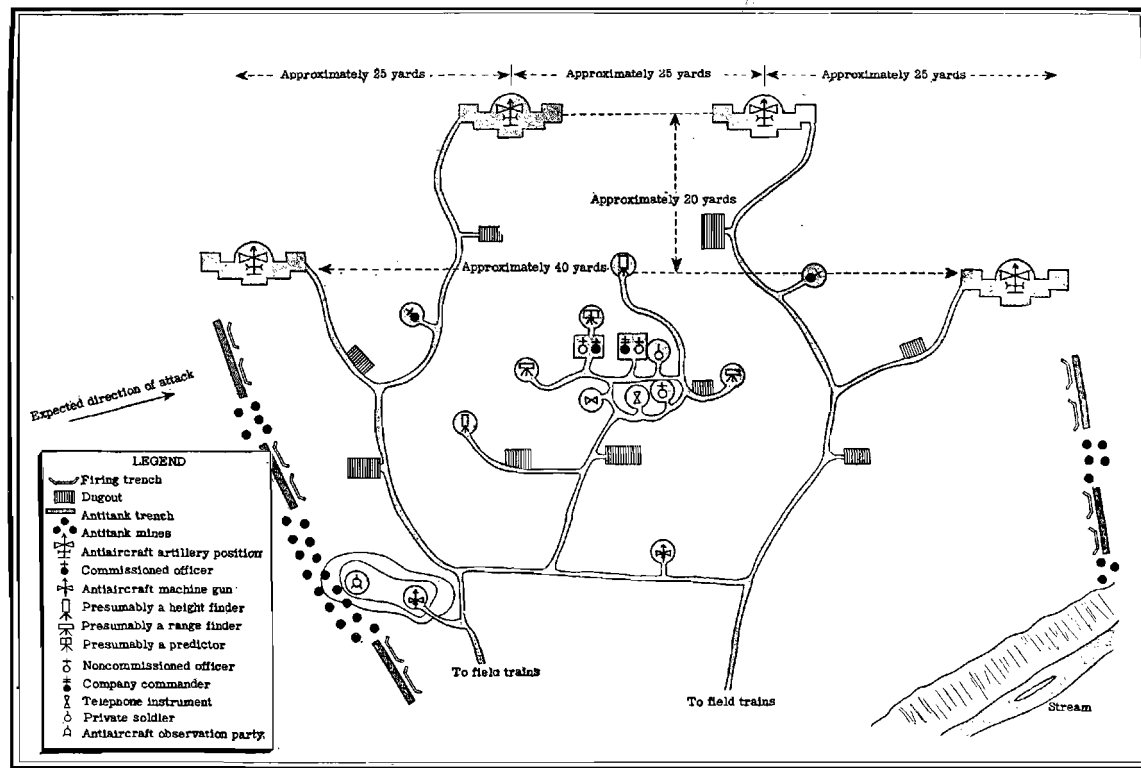 Approximately 25 yards
Approximately 25 yards
Approximately 25 yards
Approximately 20 yards
Approximately 40 yards
Expected direction of attack
LEGEND
Firing trench
Dugout
Antitank trench
Antitank mines
Antiaircraft artillery position
Commissioned officer
Antiaircraft machine gun
Presumably a height finder
Presumably a range finder
Presumably a predictor
Noncommissioned officer
Company commander
Telephone instrument
Private soldier
Antiaircraft observation party
To field trains
To field trains
Stream